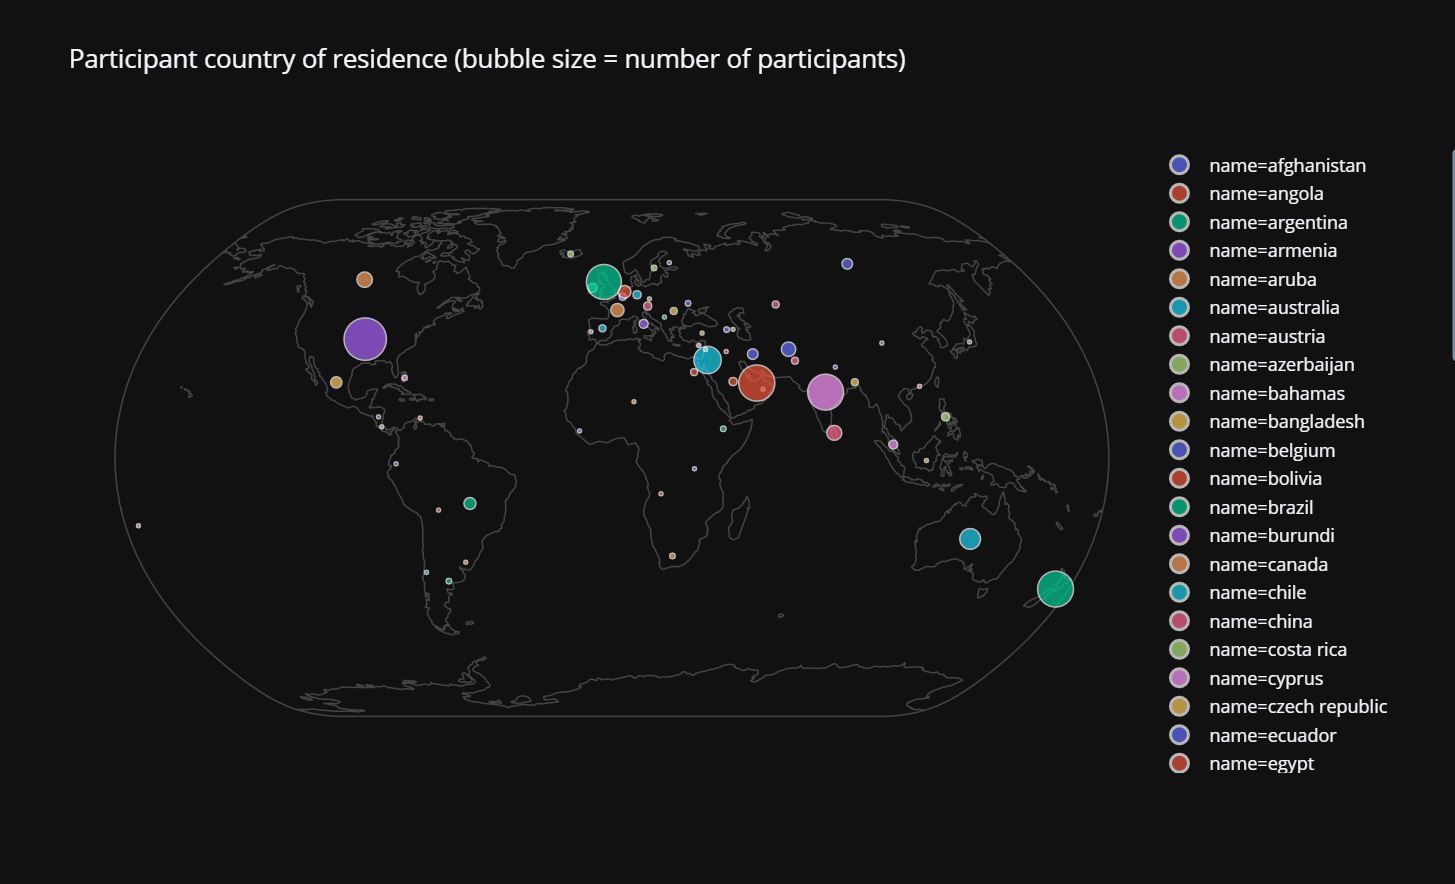 Participant country of residence (bubble size = number of participants)
name=afghanistan
name=angola
name=argentina
name=armenia
name=aruba
name=australia
name=austria
name=azerbaijan
name=bahamas
name=bangladesh
name=belgium
name=bolivia
name=brazil
name=burundi
name=canada
name=chile
name=china
name=costa rica
name=cyprus
name=czech republic
name=ecuador
name=egypt